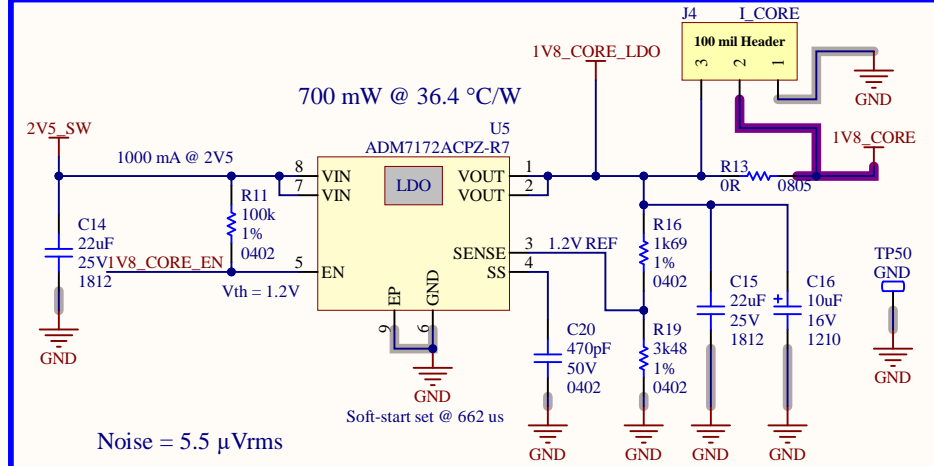 J4 I_CORE
100 mil Header
3 2 1
GND
1V8_CORE_LDO
1V8_CORE
700 mW @ 36.4 °C/W
2V5_SW
1000 mA @ 2V5
U5
ADM7172ACPZ-R7
LDO
8 VIN
7 VIN
VOUT 1
VOUT 2
SENSE 3
SS 4
5 EN
EP
GND
9
6
R11
100k
1%
0402
C14
22uF
25V
1812
1V8_CORE_EN
Vth = 1.2V
GND
GND
Soft-start set @ 662 us
1.2V REF
R13
0R
0805
R16
1k69
1%
0402
R19
3k48
1%
0402
C20
470pF
50V
0402
C15
22uF
25V
1812
C16
10uF
16V
1210
+
TP50
GND
GND
GND
GND
GND
GND
Noise = 5.5 µVrms